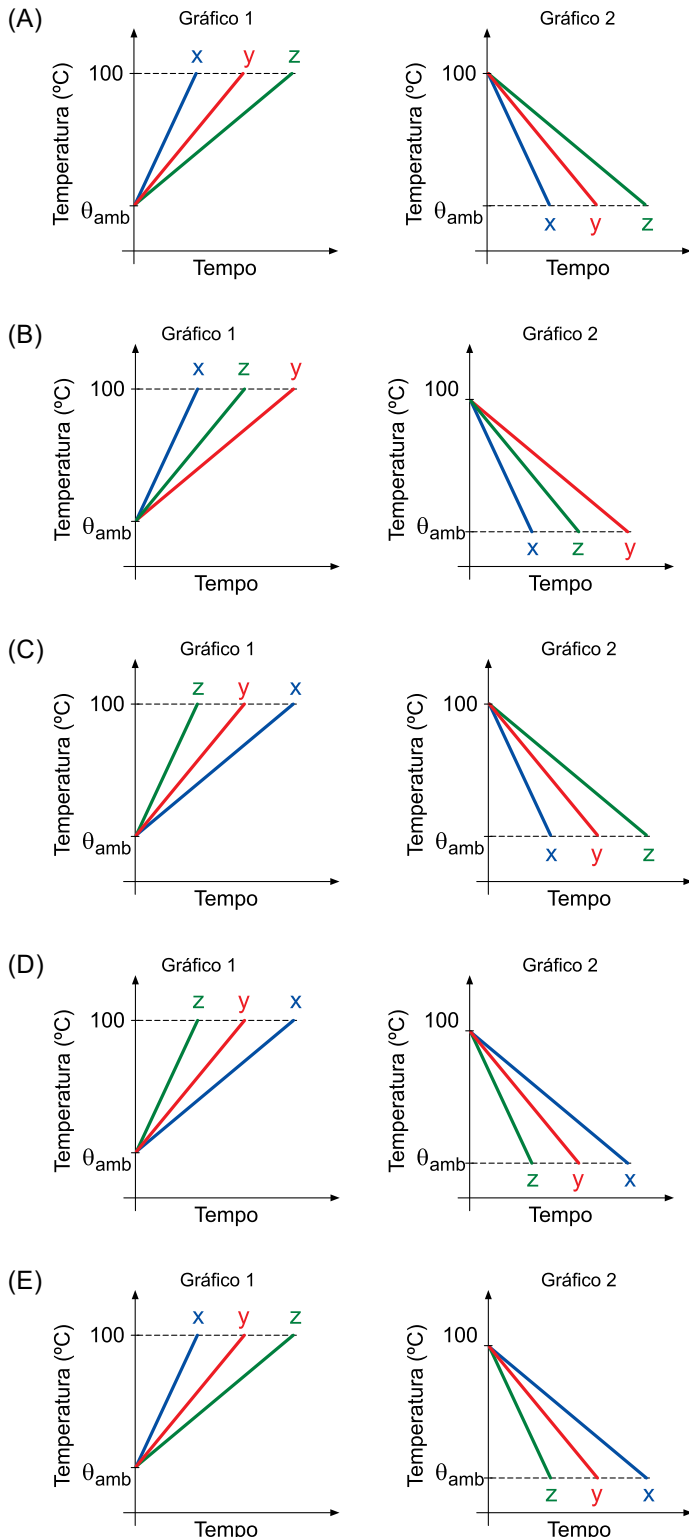 (A)
Gráfico 1
Temperatura (ºC)
100
θamb
x y z
Tempo
Gráfico 2
Temperatura (ºC)
100
θamb
x y z
Tempo
(B)
Gráfico 1
Temperatura (ºC)
100
θamb
x z y
Tempo
Gráfico 2
Temperatura (ºC)
100
θamb
x z y
Tempo
(C)
Gráfico 1
Temperatura (ºC)
100
θamb
z y x
Tempo
Gráfico 2
Temperatura (ºC)
100
θamb
x y z
Tempo
(D)
Gráfico 1
Temperatura (ºC)
100
θamb
z y x
Tempo
Gráfico 2
Temperatura (ºC)
100
θamb
z y x
Tempo
(E)
Gráfico 1
Temperatura (ºC)
100
θamb
x y z
Tempo
Gráfico 2
Temperatura (ºC)
100
θamb
z y x
Tempo